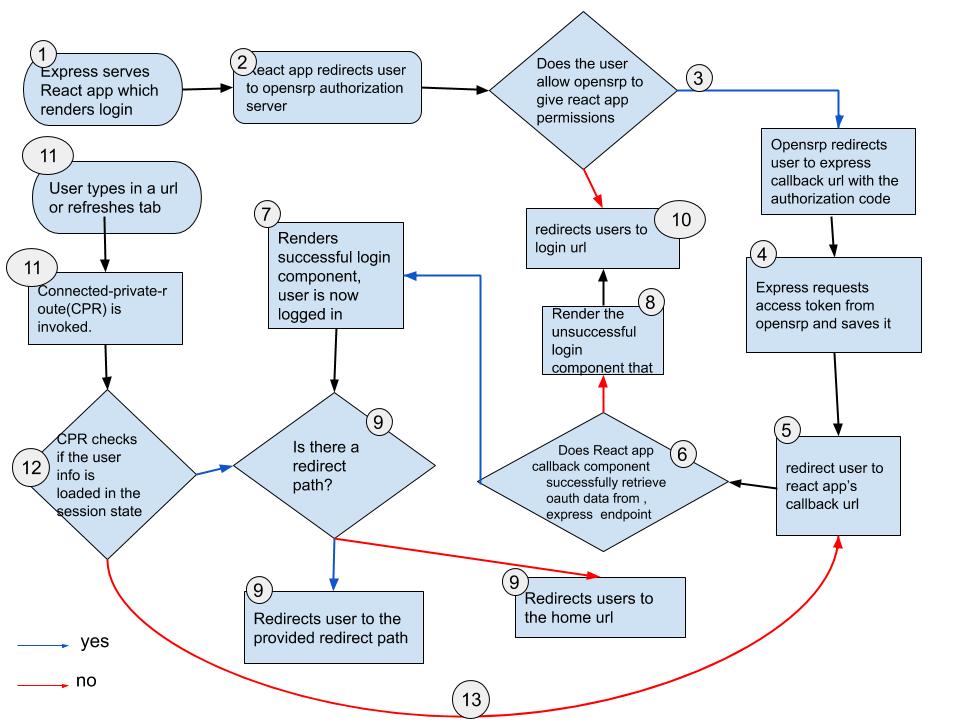 1
Express serves
React app which
renders login
2
React app redirects user
to opensrp authorization
server
Does the user
allow opensrp to
give react app
permissions
3
Opensrp redirects
user to express
callback url with the
authorization code
11
User types in a url
or refreshes tab
7
Renders
successful login
component,
user is now
logged in
10
redirects users to
login url
4
Express requests
access token from
opensrp and saves it
11
Connected-private-r
oute(CPR) is
invoked.
8
Render the
unsuccessful
login
component that
12
CPR checks
if the user
info is
loaded in the
session state
9
Is there a
redirect
path?
6
Does React app
callback component
successfully retrieve
oauth data from ,
express endpoint
5
redirect user to
react app's
callback url
9
Redirect user to the
provided redirect path
9
Redirects users to
the home url
yes
no
13